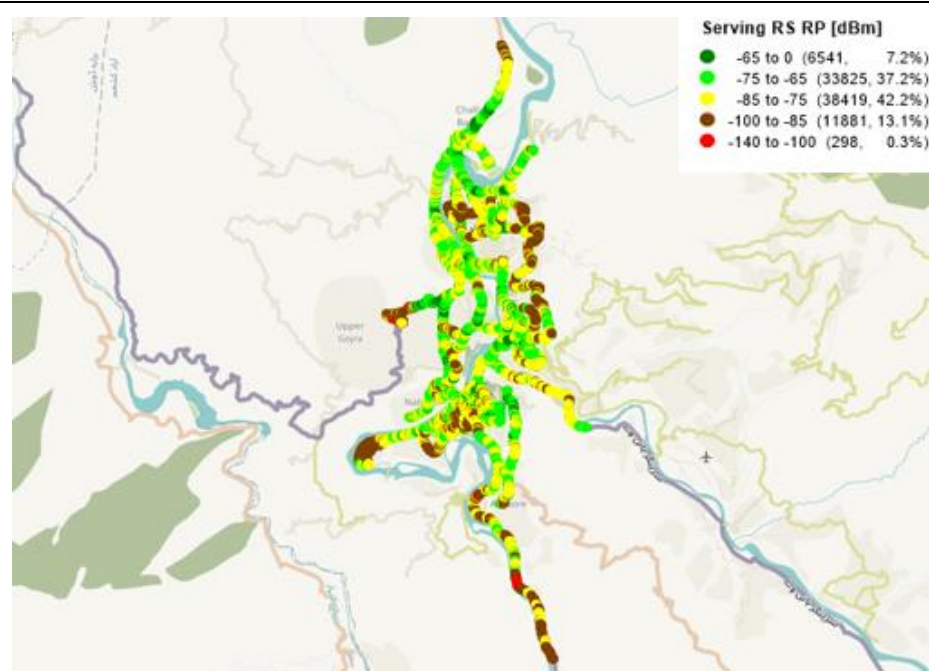 Serving RS RP [dBm]
-65 to 0 (6541, 7.2%)
-75 to -65 (33825, 37.2%)
-85 to -75 (38419, 42.2%)
-100 to -85 (11881, 13.1%)
-140 to -100 (298, 0.3%)
Upper
Gojra